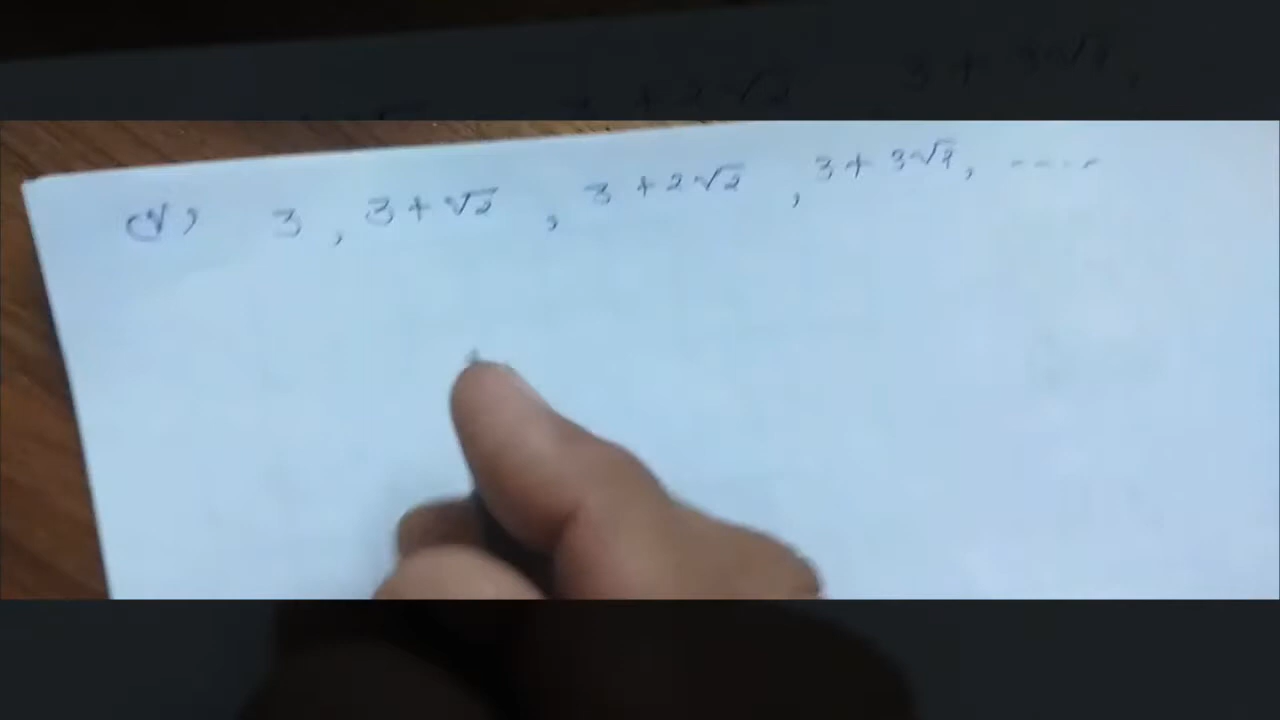 v) 3, 3+√2, 3+2√2, 3+3√2, ....